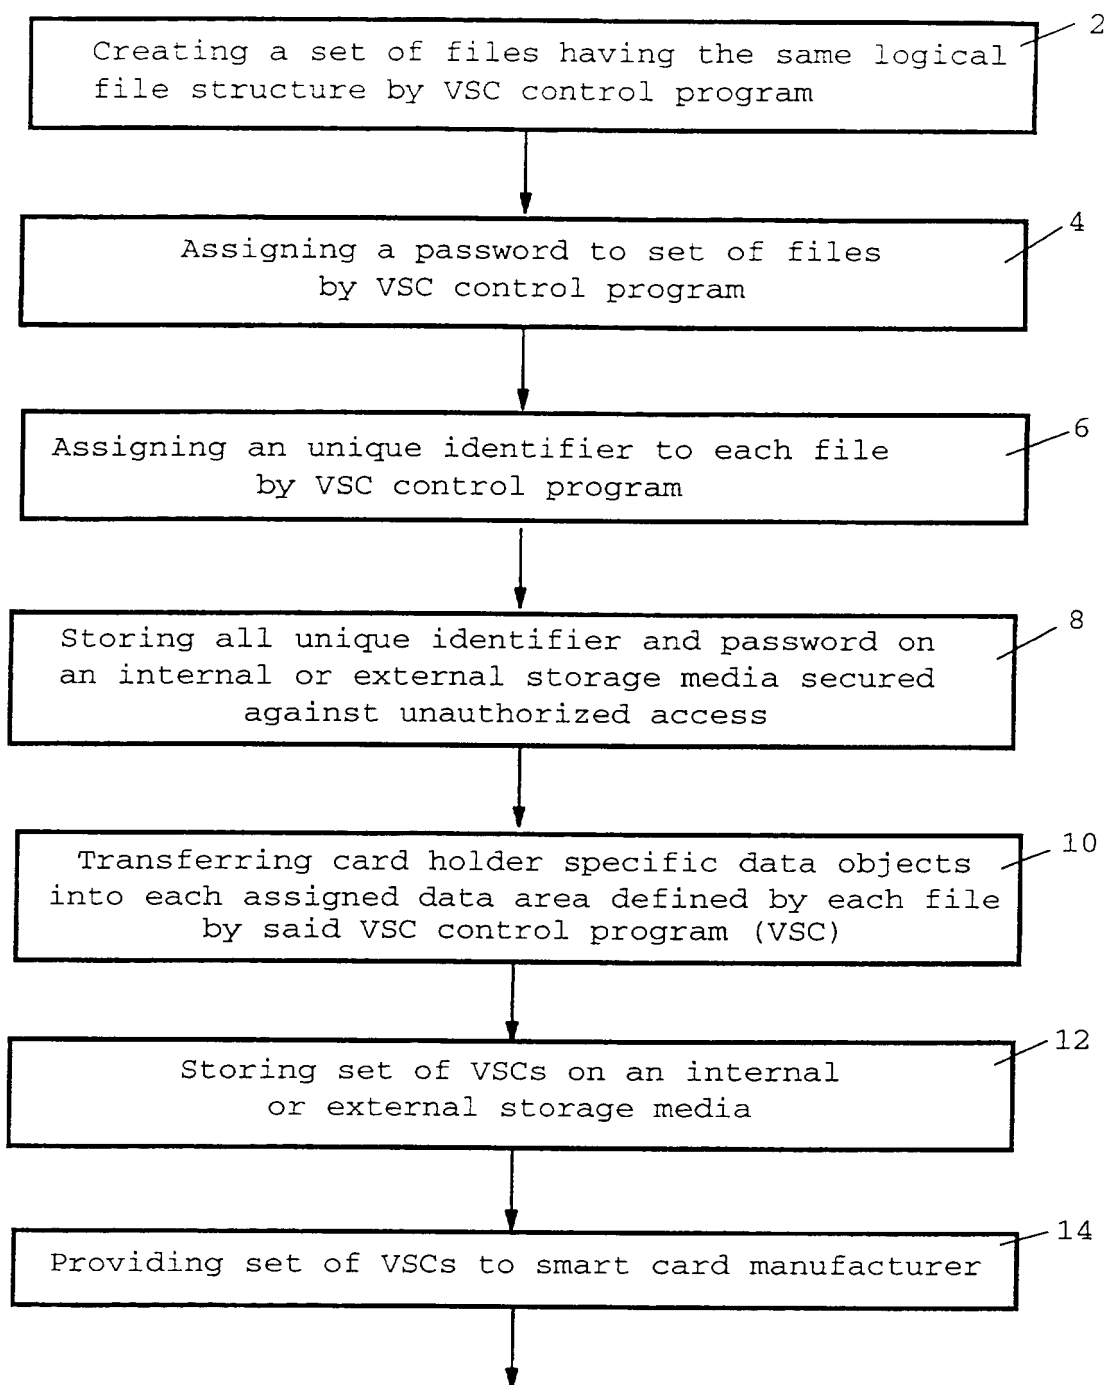 2
Creating a set of files having the same logical
file structure by VSC control program
4
Assigning a password to set of files
by VSC control program
6
Assigning an unique identifier to each file
by VSC control program
8
Storing all unique identifier and password on
an internal or external storage media secured
against unauthorized access
10
Transferring card holder specific data objects
into each assigned data area defined by each file
by said VSC control program (VSC)
12
Storing set of VSCs on an internal
or external storage media
14
Providing set of VSCs to smart card manufacturer